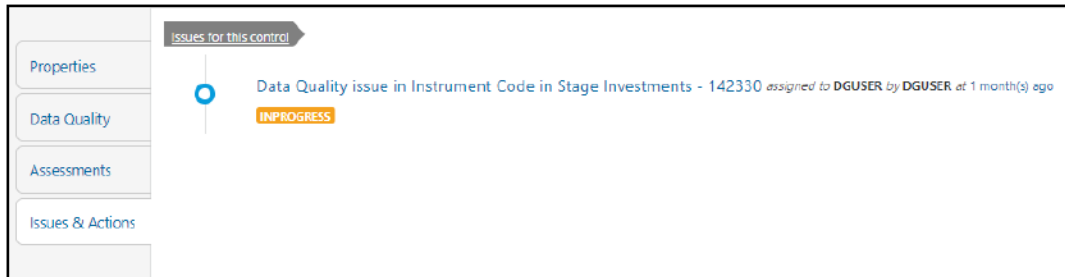 Issues for this control
Properties
Data Quality issue in Instrument Code in Stage Investments - 142330 assigned to DGUSER by DGUSER at 1 month(s) ago
INPROGRESS
Data Quality
Assessments
Issues & Actions